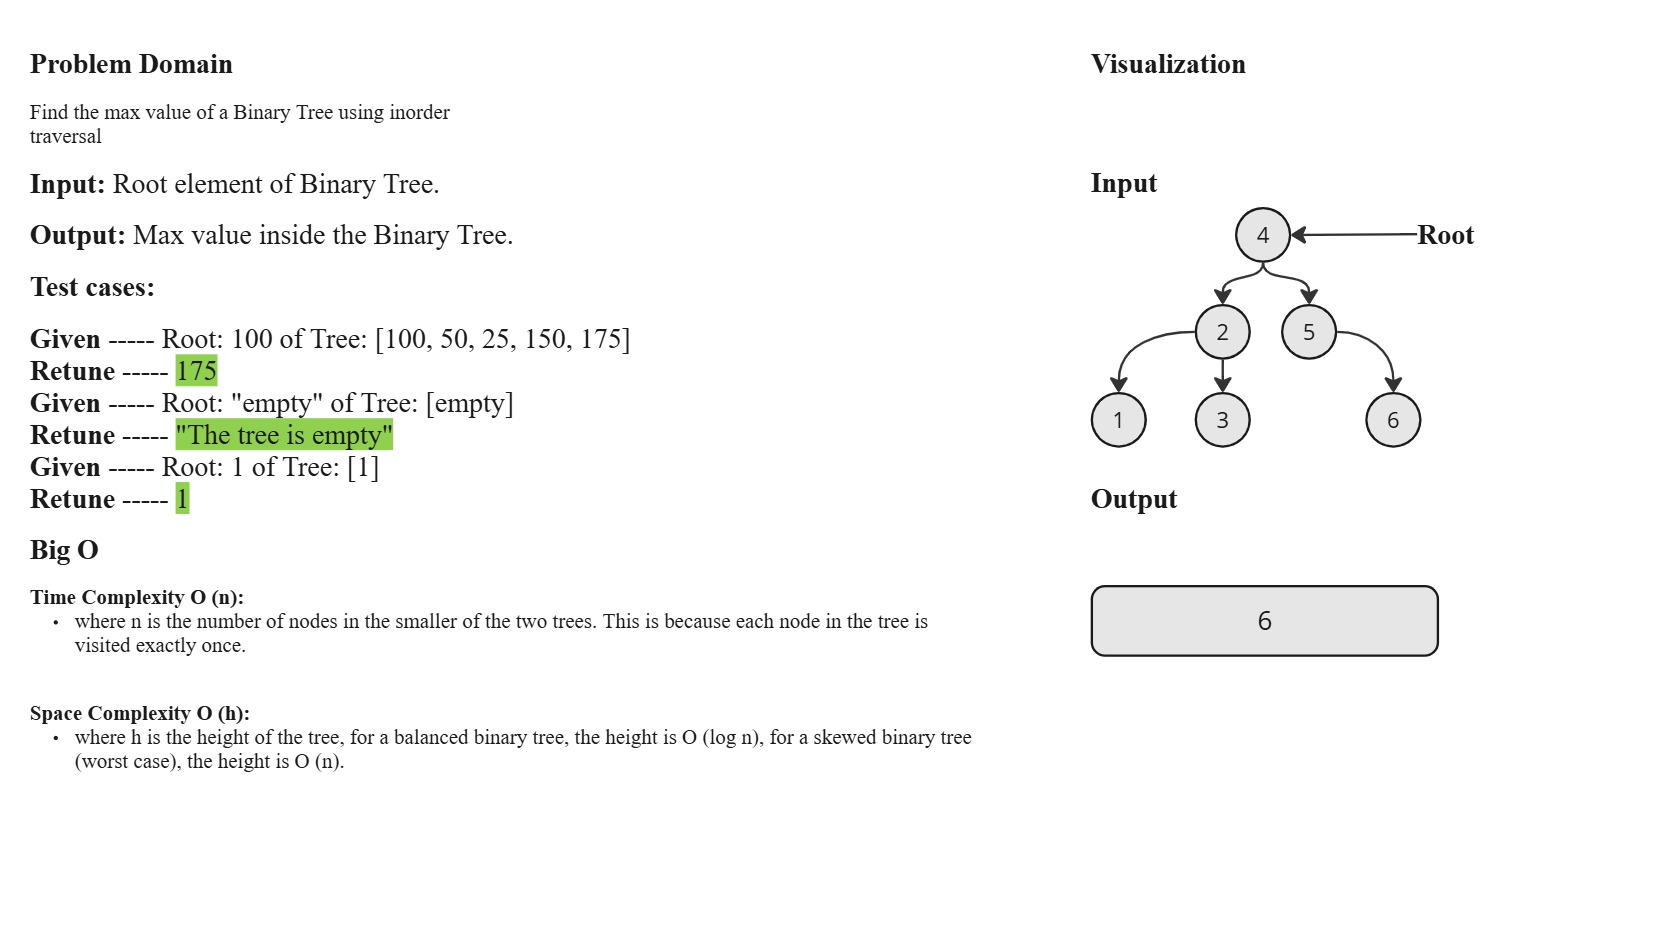 Problem Domain
Find the max value of a Binary Tree using inorder
traversal
Input: Root element of Binary Tree.
Output: Max value inside the Binary Tree.
Test cases:
Given ----- Root: 100 of Tree: [100, 50, 25, 150, 175]
Retune ----- 175
Given ----- Root: "empty" of Tree: [empty]
Retune ----- "The tree is empty"
Given ----- Root: 1 of Tree: [1]
Retune ----- 1
Big O
Time Complexity O (n):
• where n is the number of nodes in the smaller of the two trees. This is because each node in the tree is
visited exactly once.
Space Complexity O (h):
• where h is the height of the tree, for a balanced binary tree, the height is O (log n), for a skewed binary tree
(worst case), the height is O (n).
Visualization
Input
4 Root
2 5
1 3 6
Output
6